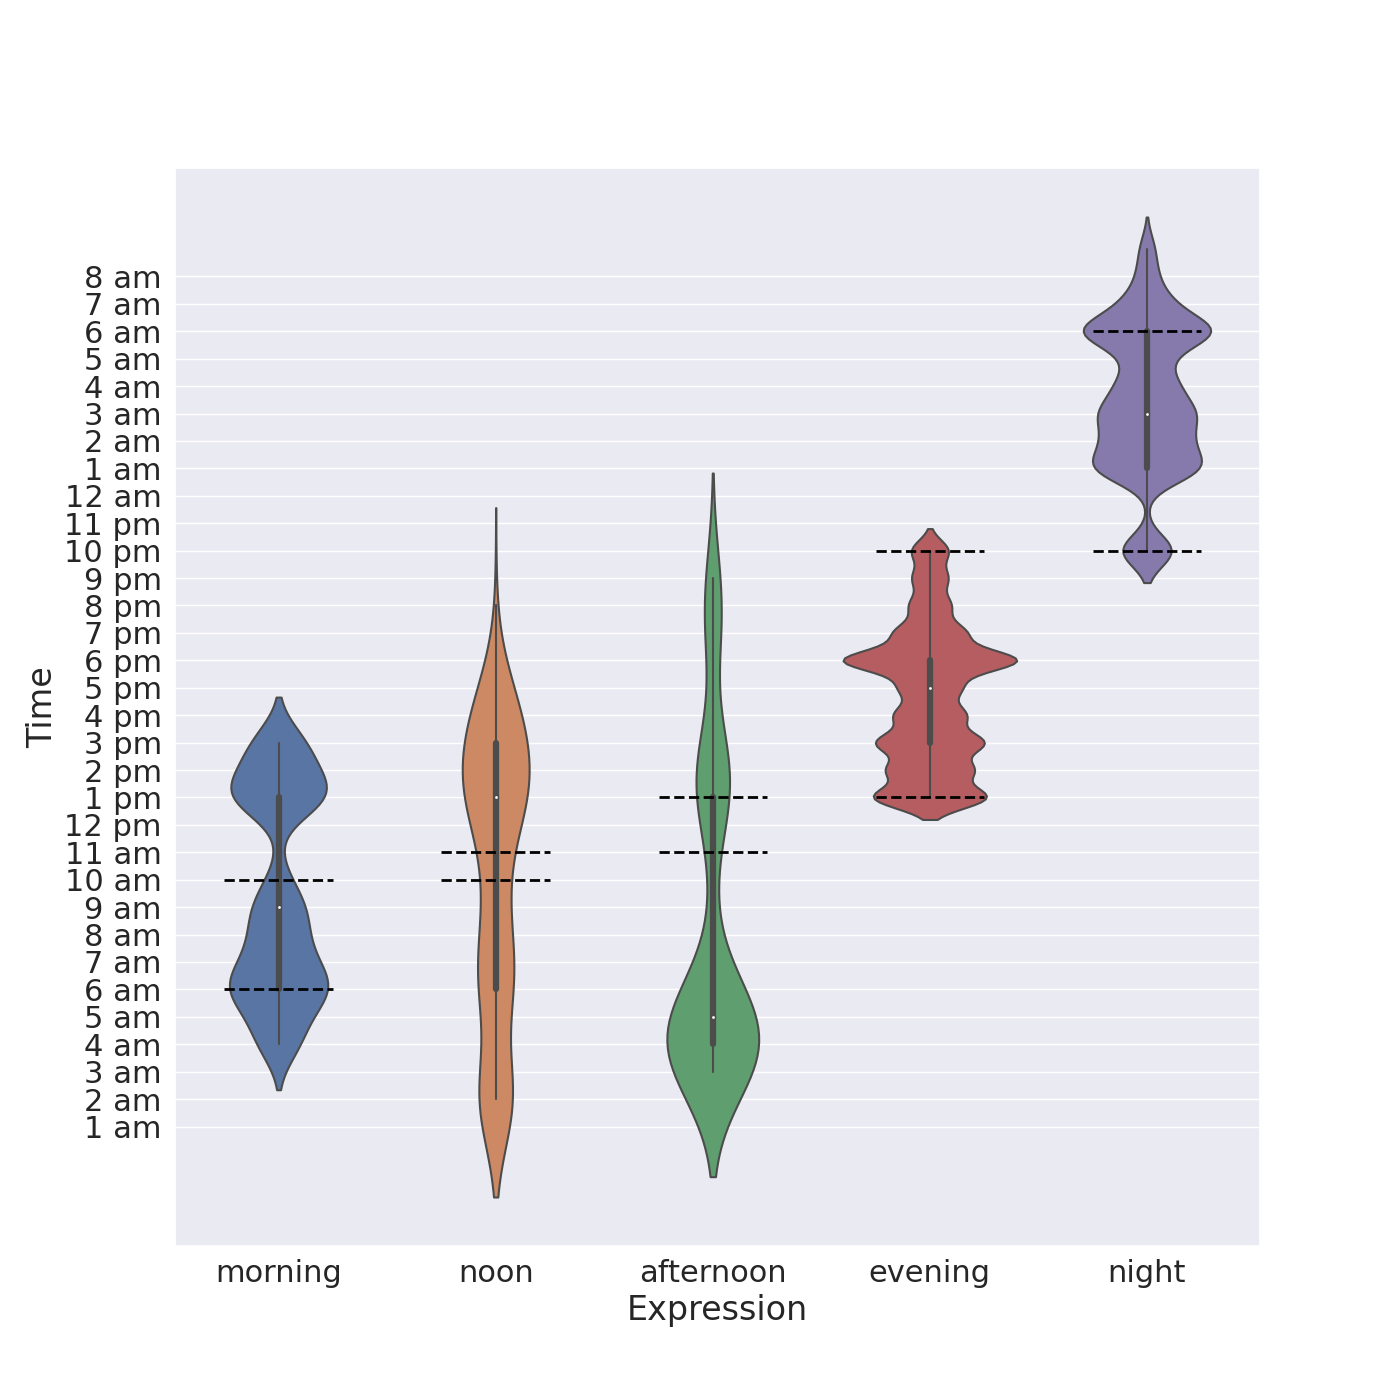 8 am
7 am
6 am
5 am
4 am
3 am
2 am
1 am
12 am
11 pm
10 pm
9 pm
8 pm
7 pm
6 pm
5 pm
4 pm
3 pm
2 pm
1 pm
12 pm
11 am
10 am
9 am
8 am
7 am
6 am
5 am
4 am
3 am
2 am
1 am
Time
morning noon afternoon evening night
Expression